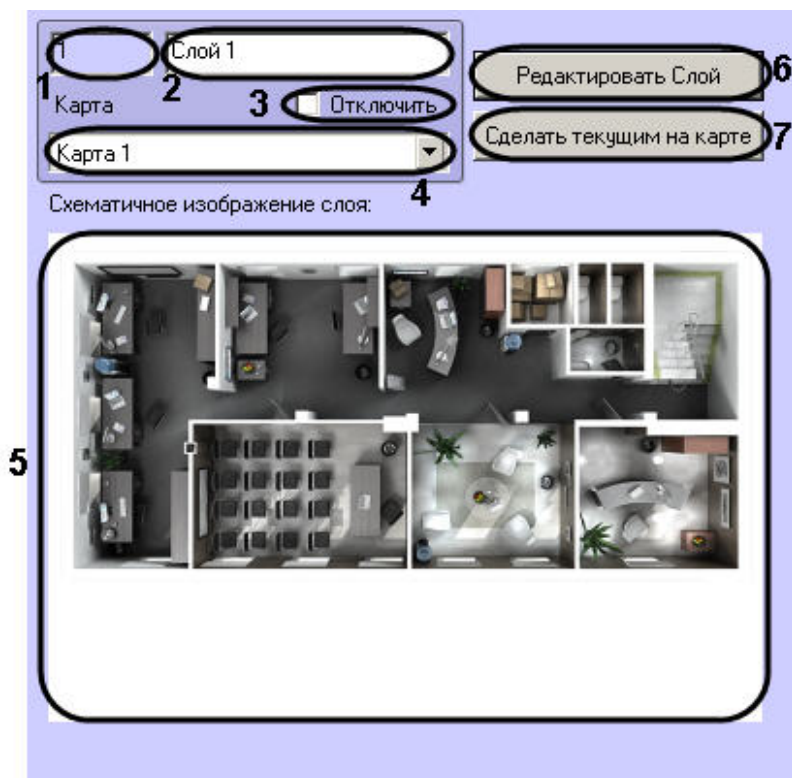 1 Слой 1
6
Редактировать Слой
1 2 3
Карта Отключить
Сделать текущим на карте 7
Карта 1
4
Схематичное изображение слоя:
5